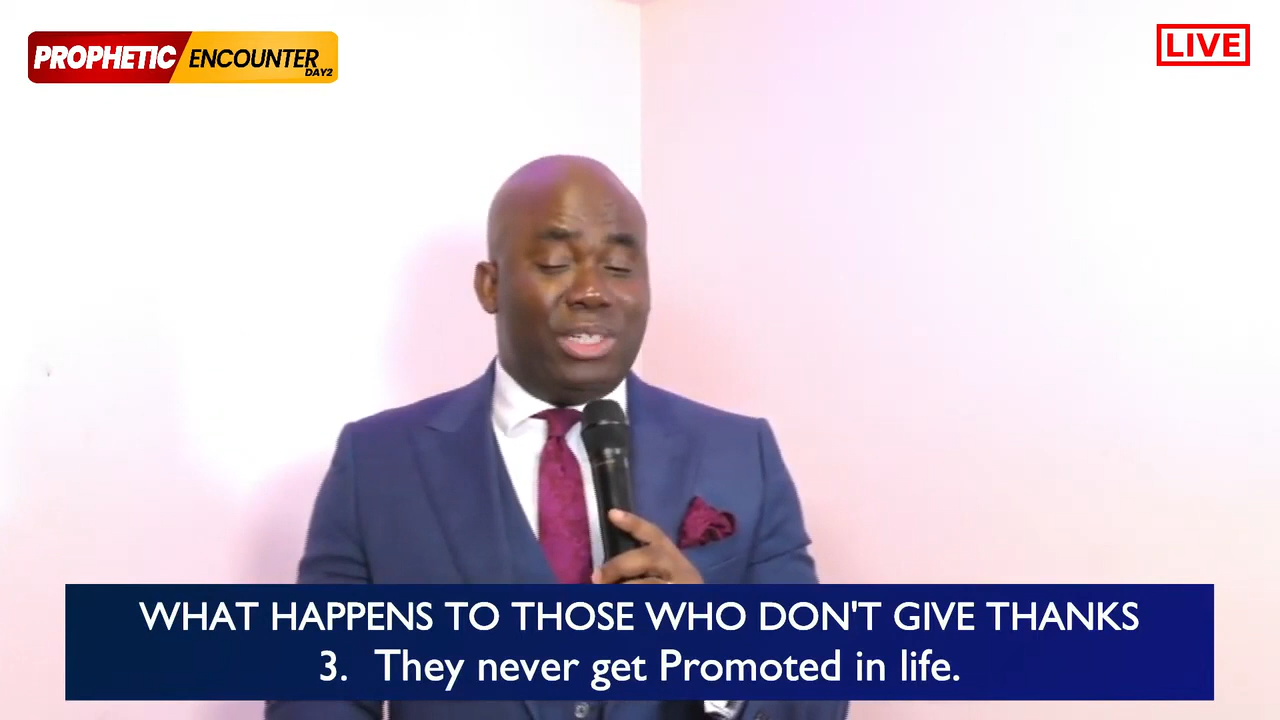 PROPHETIC ENCOUNTER
DAY2
LIVE
WHAT HAPPENS TO THOSE WHO DON'T GIVE THANKS
3. They never get Promoted in life.